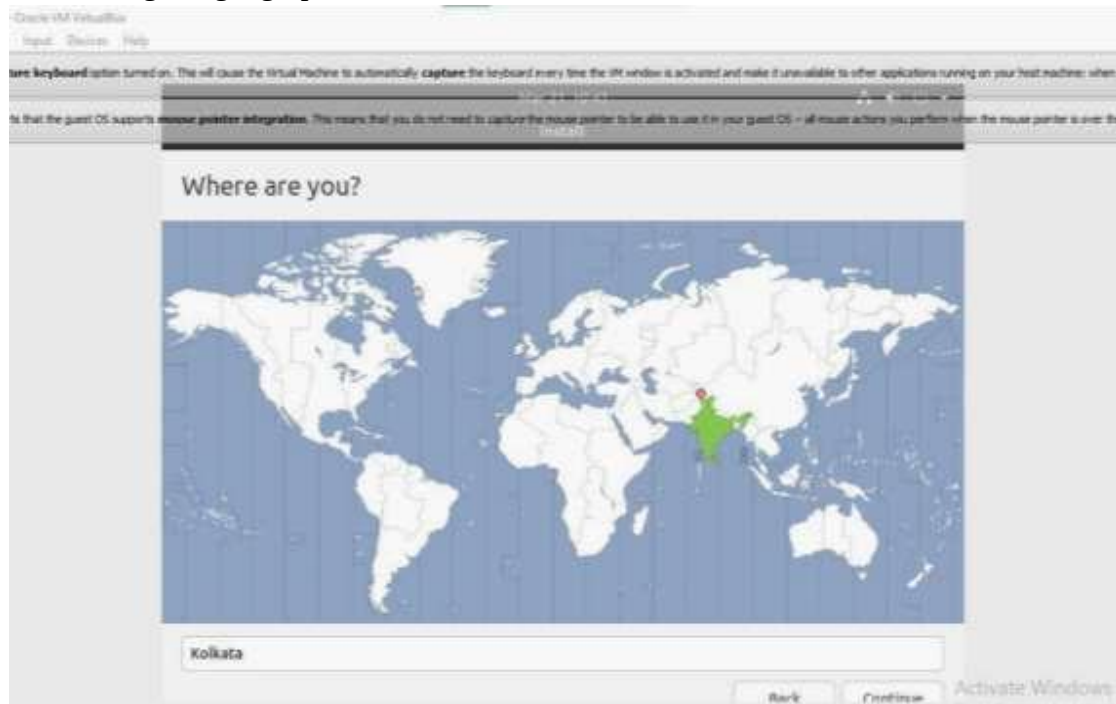 Oracle VM VirtualBox
Input Devices Help
ure keyboard option turned on. This will cause the Virtual Machine to automatically capture the keyboard every time the VM window is activated and make it unavailable to other applications running on your host machine: when
ts that the guest OS supports mouse pointer integration. This means that you do not need to capture the mouse pointer to be able to use it in your guest OS -- all mouse actions you perform when the mouse pointer is over the
Install
Where are you?
Kolkata
Back Continue
Activate Windows